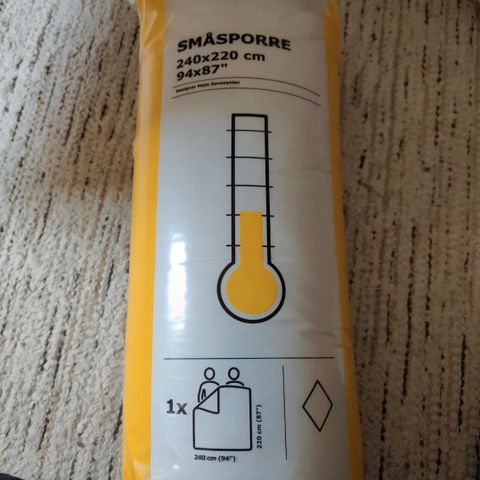 SMÅSPORRE
240x220 cm
94x87"
1x
220 cm (87")
240 cm (94")